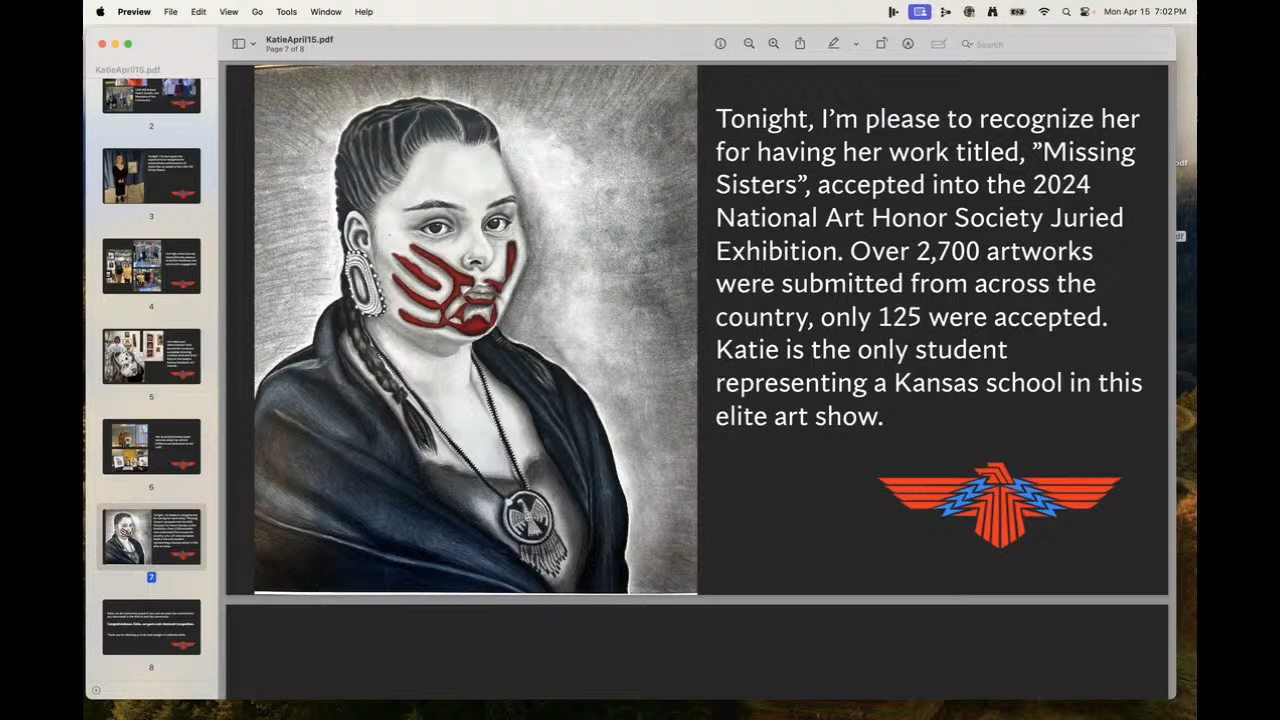 Preview File Edit View Go Tools Window Help
Mon Apr 15 7:02 PM
KatieApril15.pdf
Page 7 of 8
Search
KatieApril15.pdf
2
3
4
5
6
7
8
Tonight, I’m please to recognize her
for having her work titled, ”Missing
Sisters”, accepted into the 2024
National Art Honor Society Juried
Exhibition. Over 2,700 artworks
were submitted from across the
country, only 125 were accepted.
Katie is the only student
representing a Kansas school in this
elite art show.